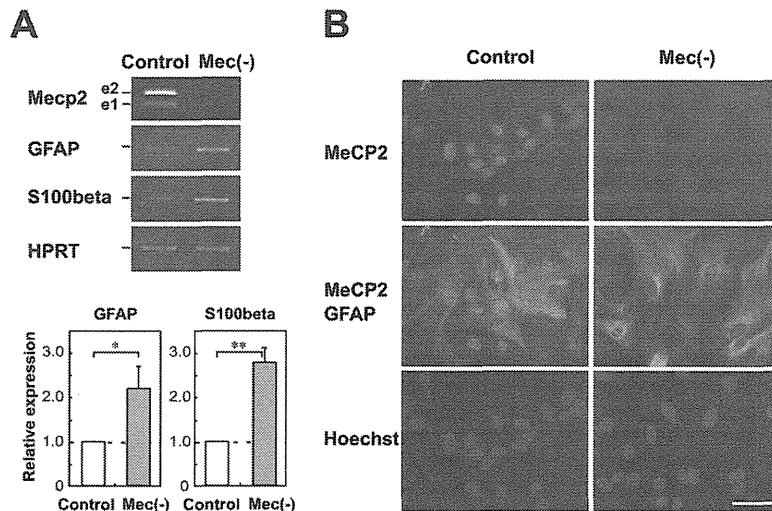 A
Control Mec(-)
Mecp2
e2
e1
GFAP
S100beta
HPRT
GFAP
S100beta
Relative expression
3.0
2.0
1.0
0
*
Control Mec(-)
3.0
2.0
1.0
0
**
Control Mec(-)
B
Control Mec(-)
MeCP2
MeCP2
GFAP
Hoechst